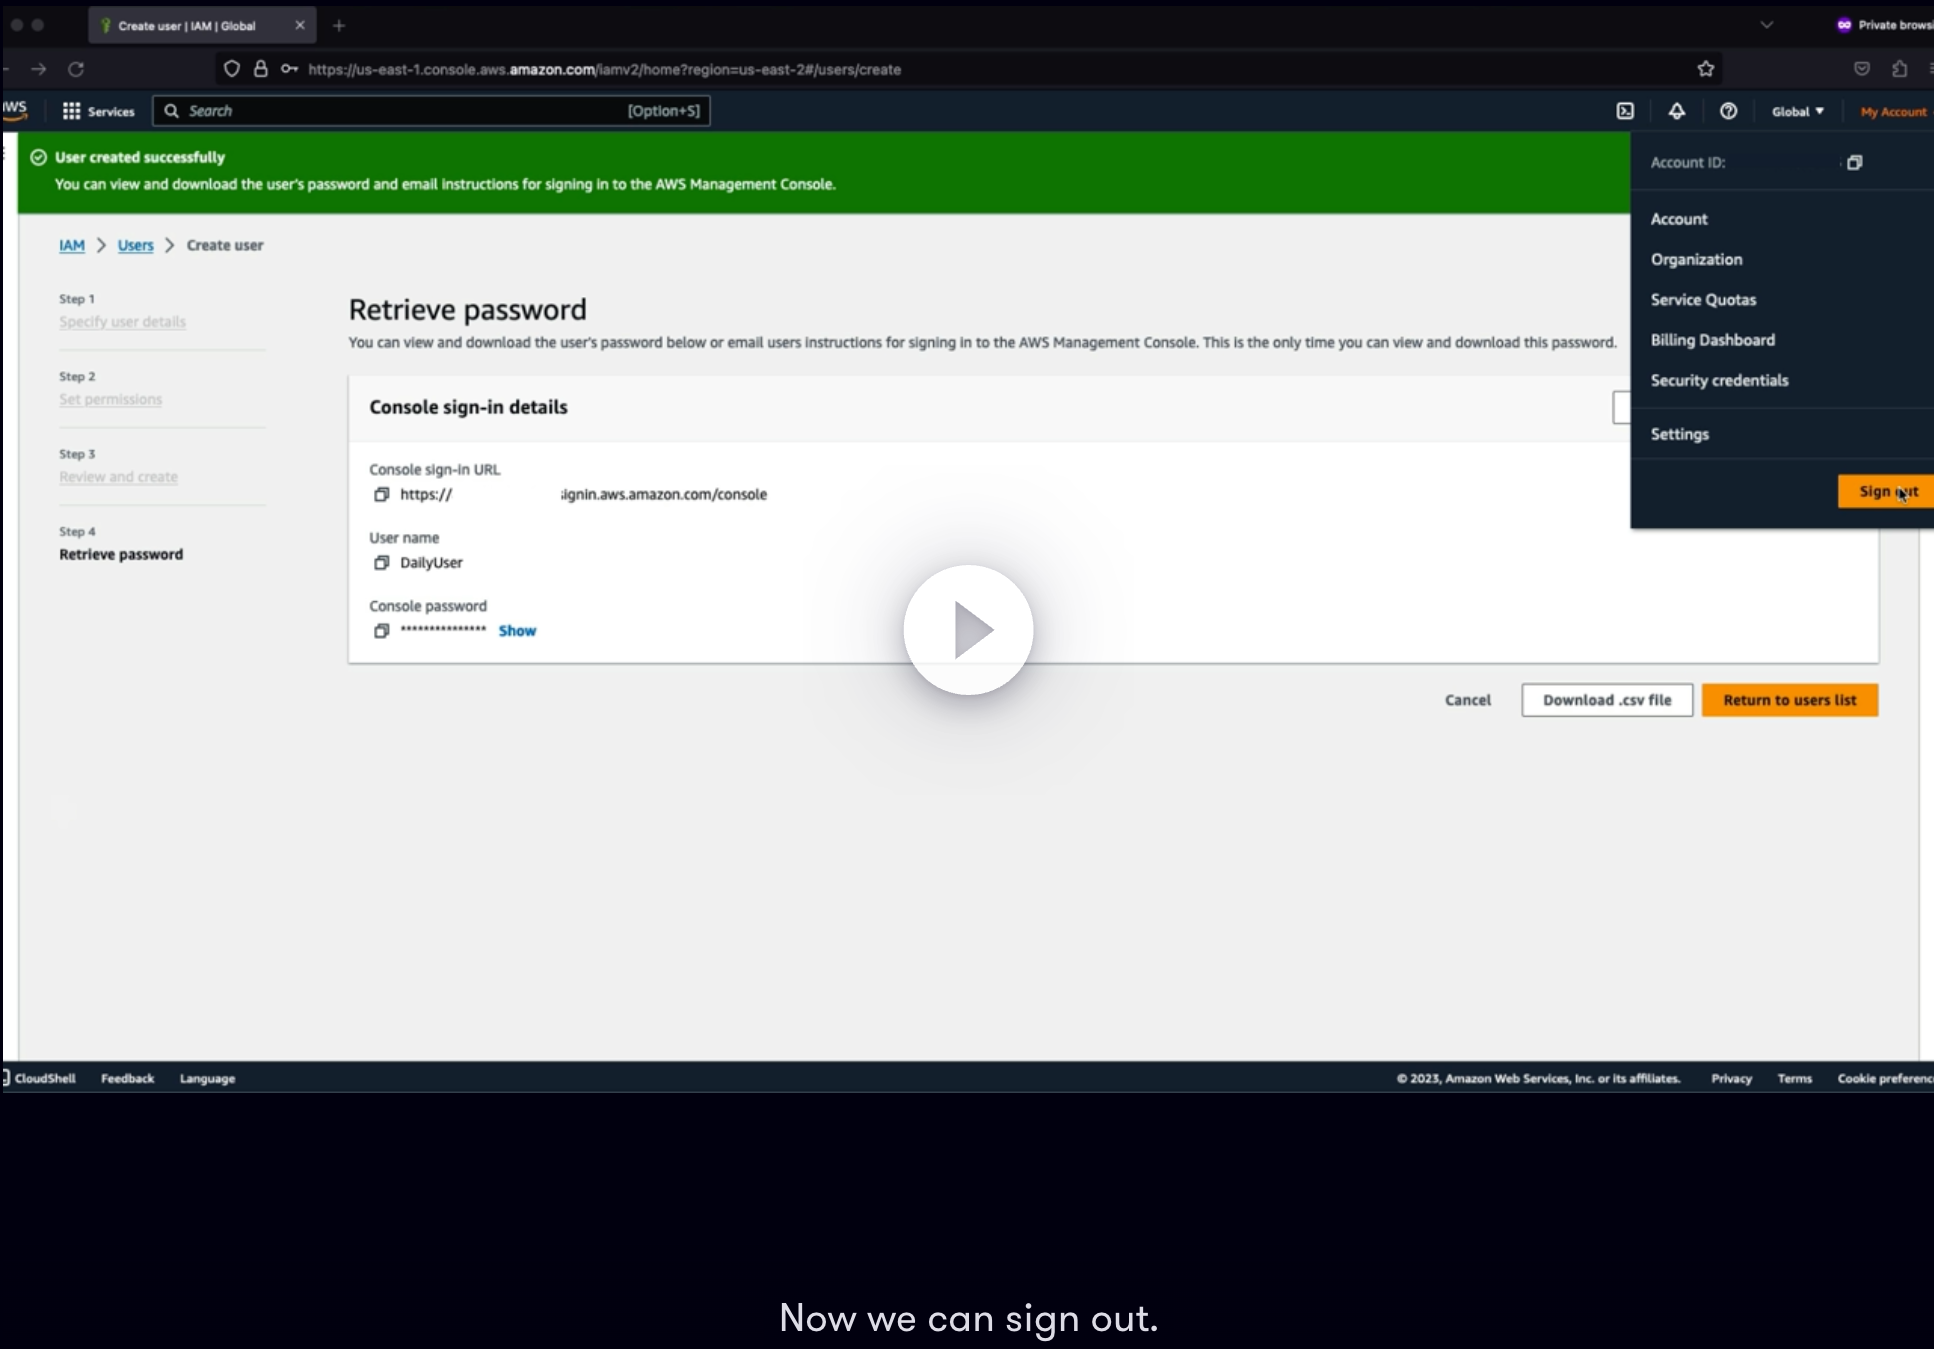 Create user | IAM | Global
Private brows
https://us-east-1.console.aws.amazon.com/iamv2/home?region=us-east-2#/users/create
Services
Search
[Option+S]
Global
My Account
User created successfully
You can view and download the user's password and email instructions for signing in to the AWS Management Console.
Account ID:
Account
Organization
Service Quotas
Billing Dashboard
Security credentials
Settings
Sign out
IAM > Users > Create user
Step 1
Specify user details
Step 2
Set permissions
Step 3
Review and create
Step 4
Retrieve password
Retrieve password
You can view and download the user's password below or email users instructions for signing in to the AWS Management Console. This is the only time you can view and download this password.
Console sign-in details
Console sign-in URL
https:// signin.aws.amazon.com/console
User name
DailyUser
Console password
*************** Show
Cancel
Download .csv file
Return to users list
CloudShell
Feedback
Language
© 2023, Amazon Web Services, Inc. or its affiliates.
Privacy
Terms
Cookie preferenc
Now we can sign out.